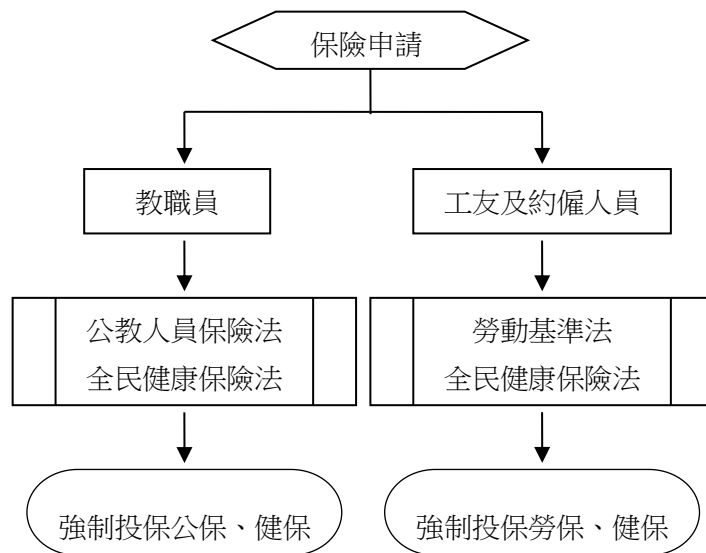 保險申請
教職員
工友及約僱人員
公教人員保險法
全民健康保險法
勞動基準法
全民健康保險法
強制投保公保、健保
強制投保勞保、健保